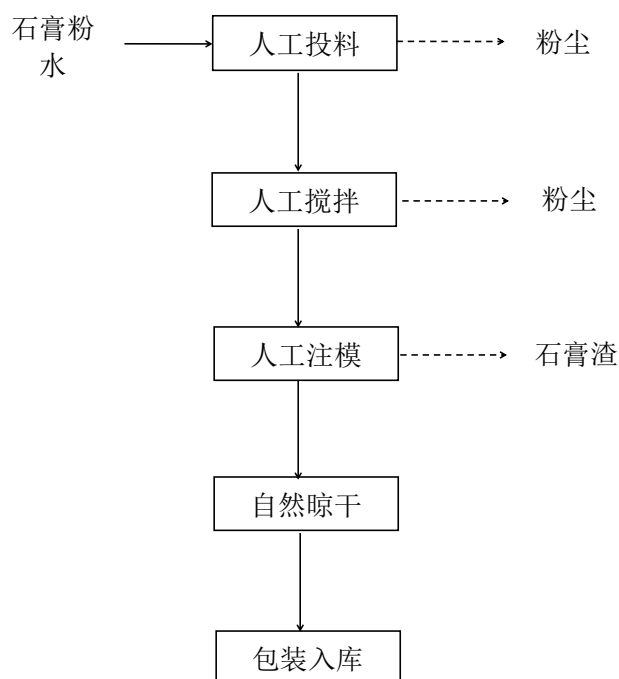 石膏粉
水
人工投料
粉尘
人工搅拌
粉尘
人工注模
石膏渣
自然晾干
包装入库